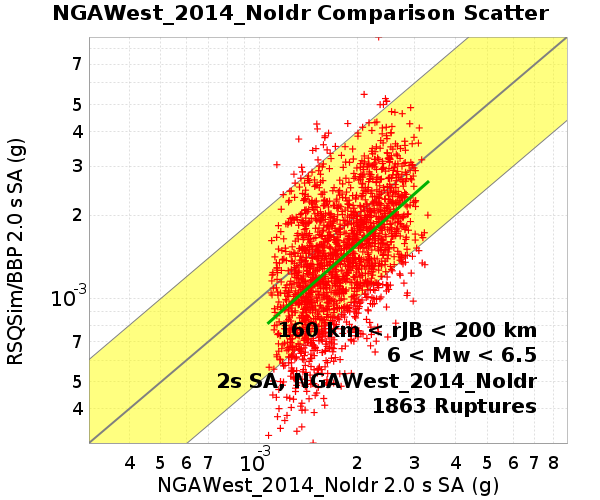 NGAWest_2014_NoIdr Comparison Scatter
7
5
4
3
2
10-3
7
5
4
RSQSim/BBP 2.0 s SA (g)
160 km < rJB < 200 km
6 < Mw < 6.5
2s SA, NGAWest_2014_NoIdr
1863 Ruptures
4 5 6 7 10-3 2 3 4 5 6 7 8
NGAWest_2014_NoIdr 2.0 s SA (g)